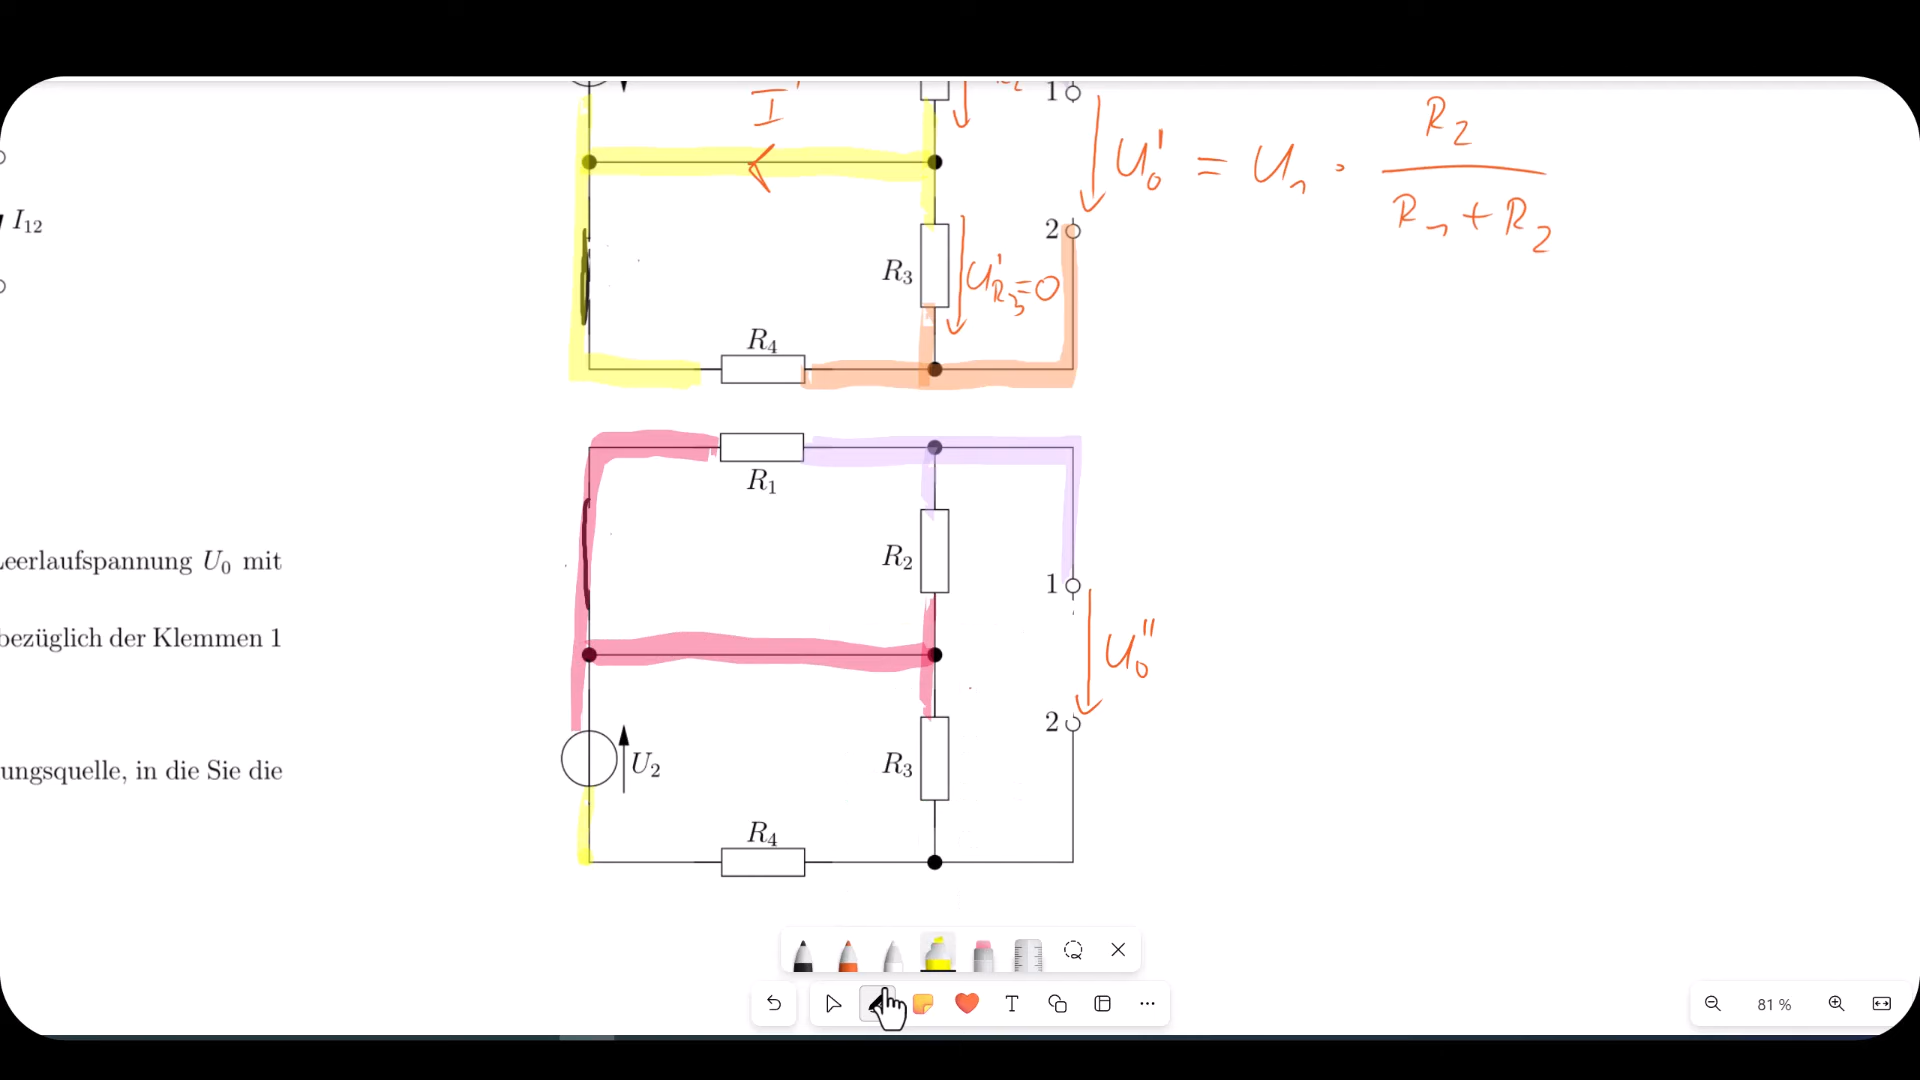 I'
1
U₀' = U₁ · R₂ / (R₁ + R₂)
I₁₂
2
R₃
U'R₃=0
R₄
R₁
Leerlaufspannung U₀ mit
R₂
1
bezüglich der Klemmen 1
U₀''
2
ungsquelle, in die Sie die
U₂
R₃
R₄
81 %